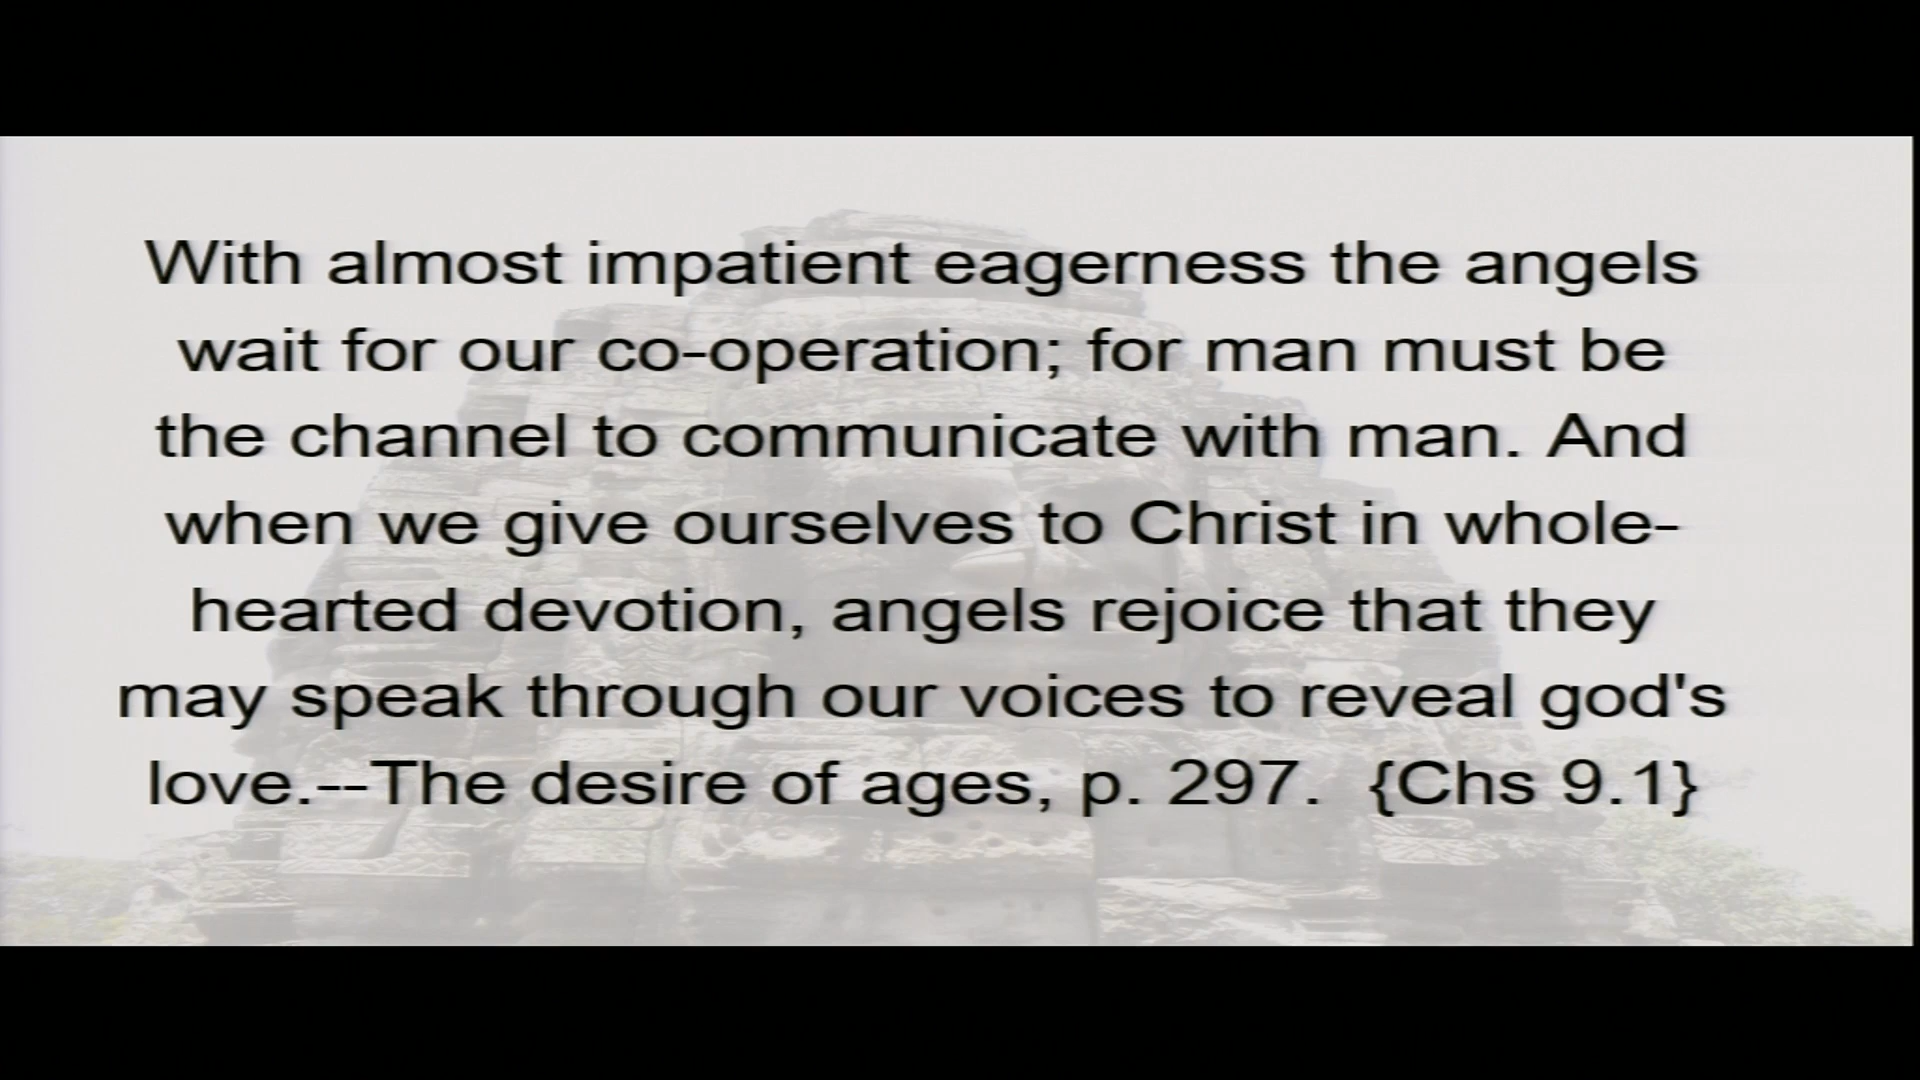 With almost impatient eagerness the angels
wait for our co-operation; for man must be
the channel to communicate with man. And
when we give ourselves to Christ in whole-
hearted devotion, angels rejoice that they
may speak through our voices to reveal god's
love.--The desire of ages, p. 297.  {Chs 9.1}